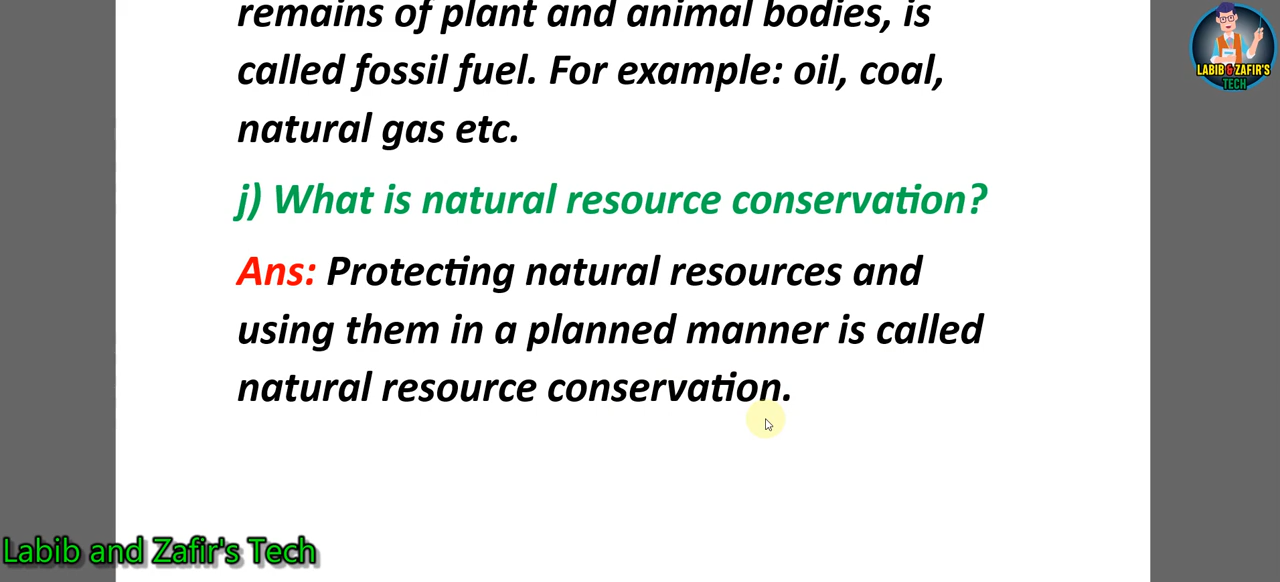 remains of plant and animal bodies, is
called fossil fuel. For example: oil, coal,
natural gas etc.
j) What is natural resource conservation?
Ans: Protecting natural resources and
using them in a planned manner is called
natural resource conservation.
LABIB & ZAFIR'S
TECH
Labib and Zafir's Tech